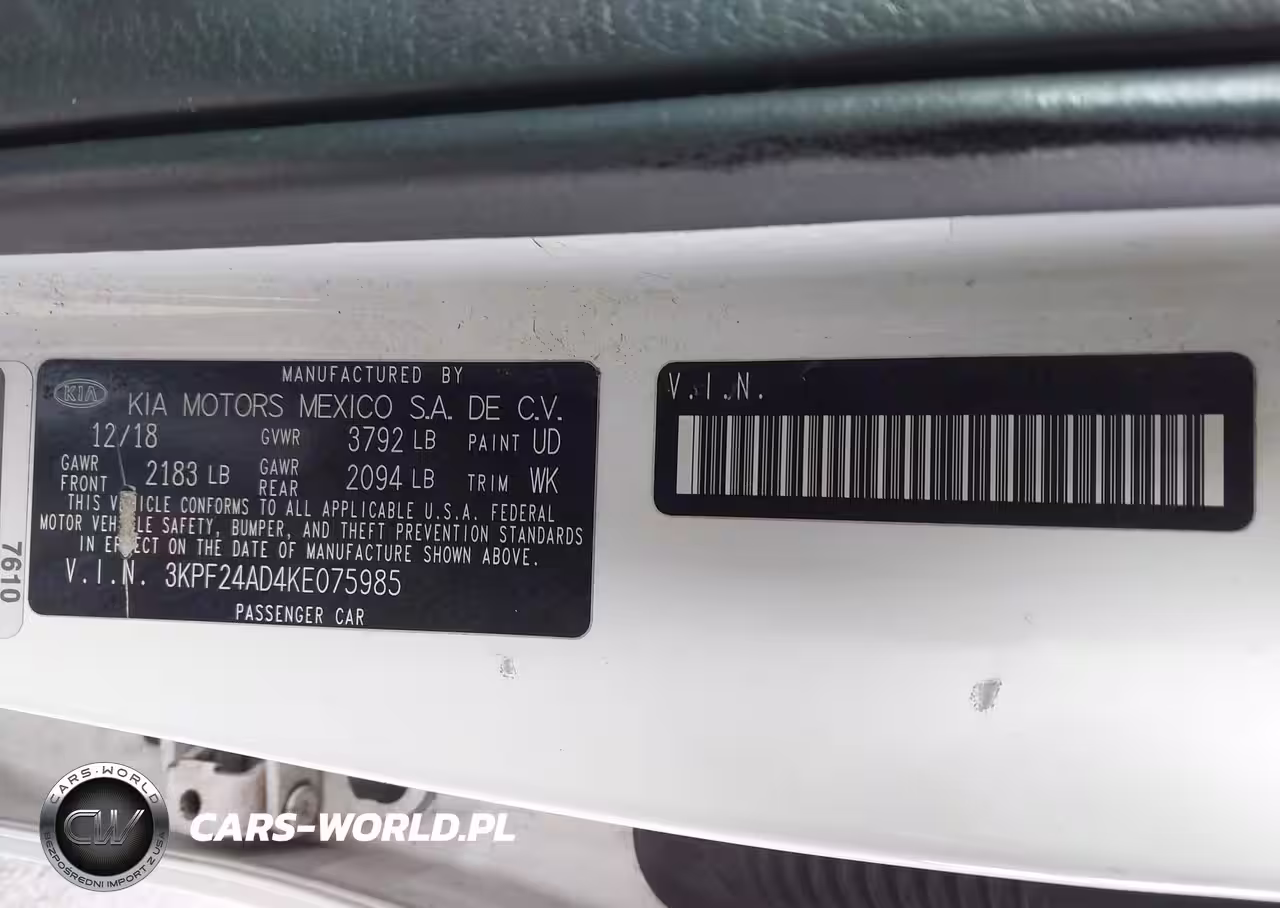 MANUFACTURED BY
KIA
KIA MOTORS MEXICO S.A. DE C.V.
12/18 GVWR 3792 LB PAINT UD
GAWR FRONT 2183 LB GAWR REAR 2094 LB TRIM WK
THIS VEHICLE CONFORMS TO ALL APPLICABLE U.S.A. FEDERAL
MOTOR VEHICLE SAFETY, BUMPER, AND THEFT PREVENTION STANDARDS
IN EFFECT ON THE DATE OF MANUFACTURE SHOWN ABOVE.
V.I.N. 3KPF24AD4KE075985
PASSENGER CAR
V.I.N.
7610
CARS-WORLD
CW
BEZPOŚREDNI IMPORT Z USA
CARS-WORLD.PL